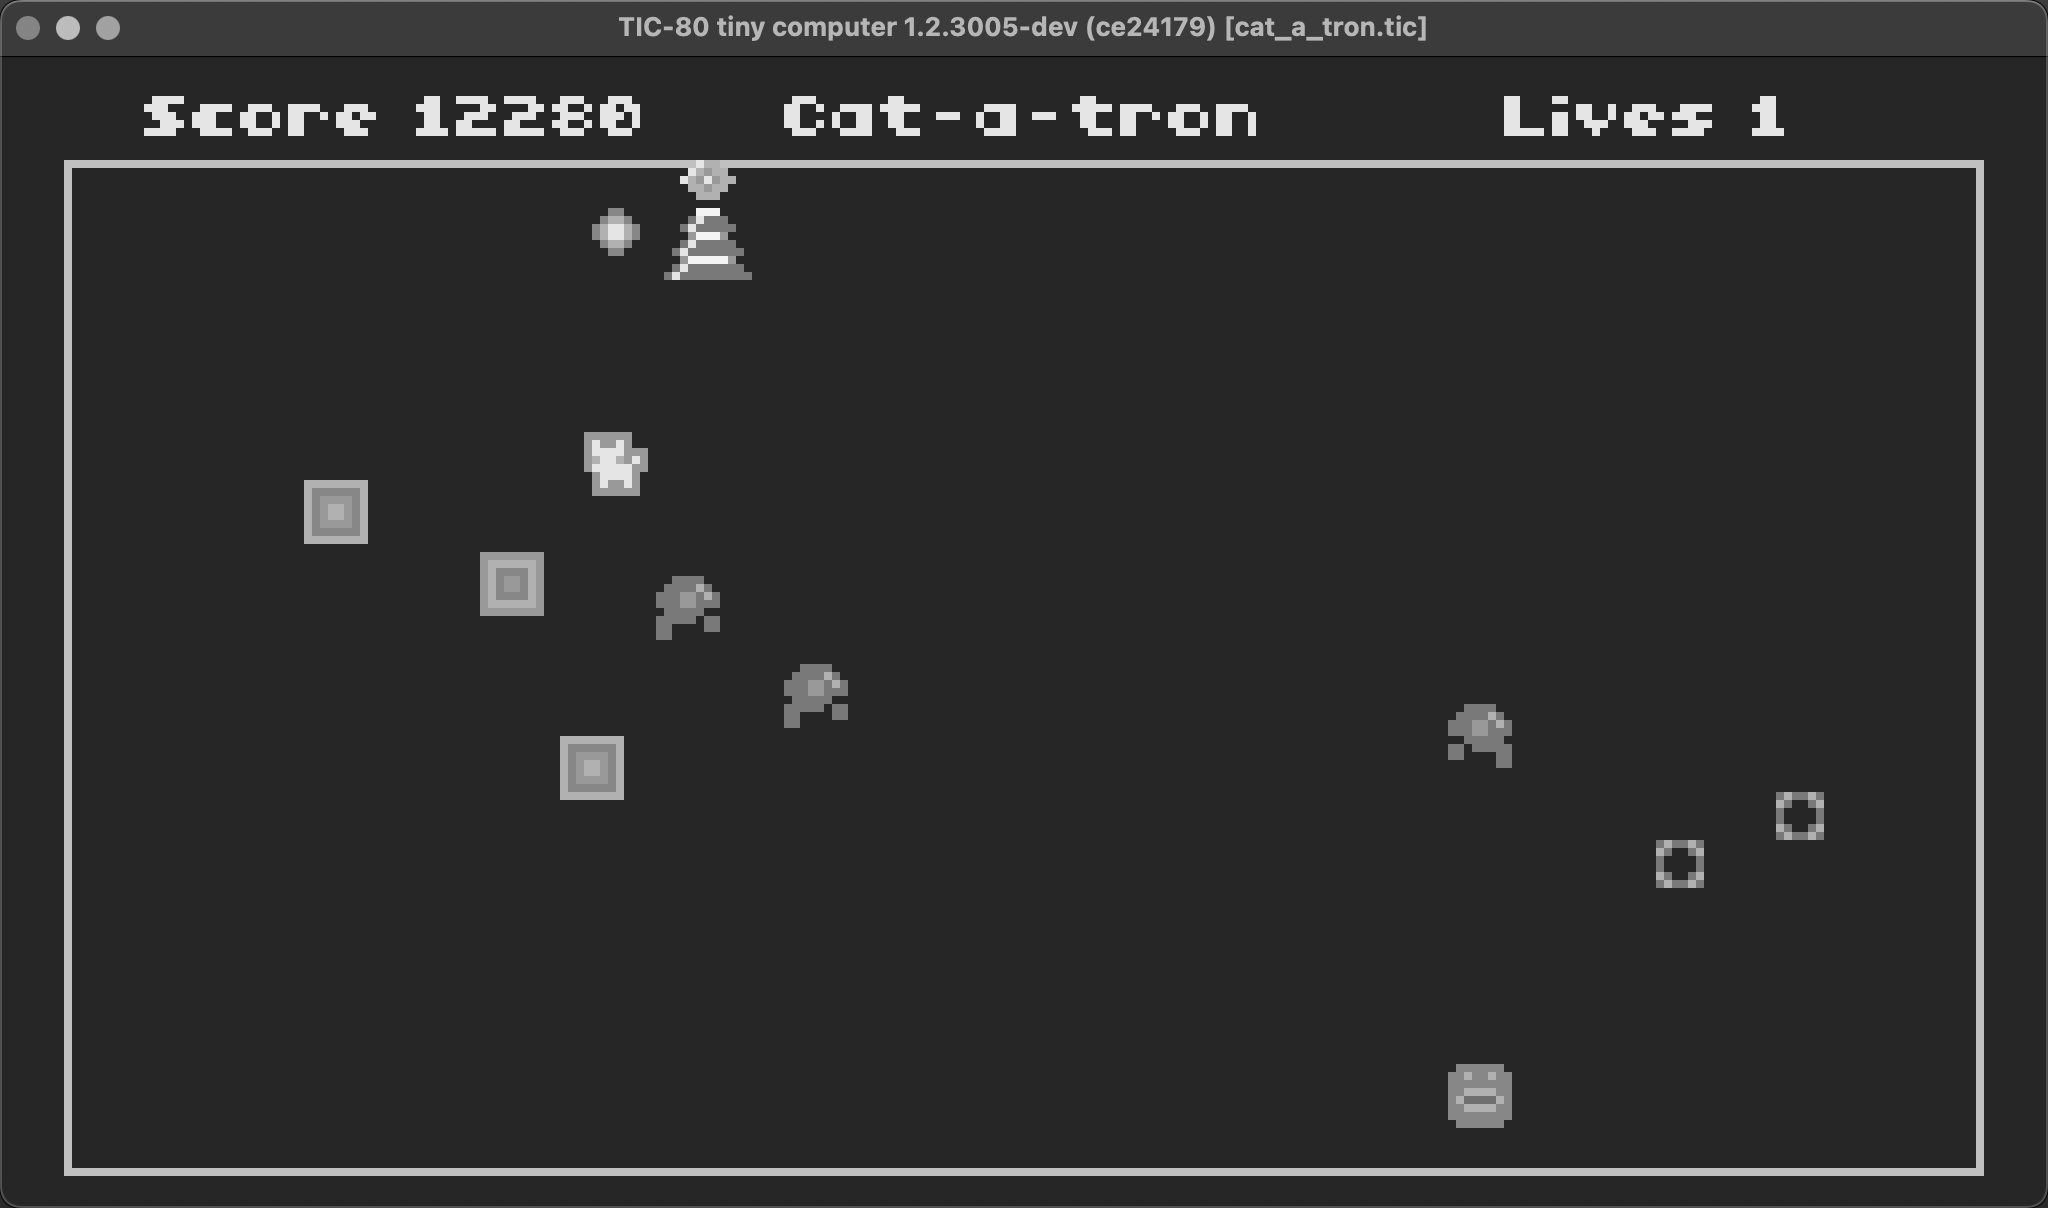 TIC-80 tiny computer 1.2.3005-dev (ce24179) [cat_a_tron.tic]
Score 12280 Cat-a-tron Lives 1